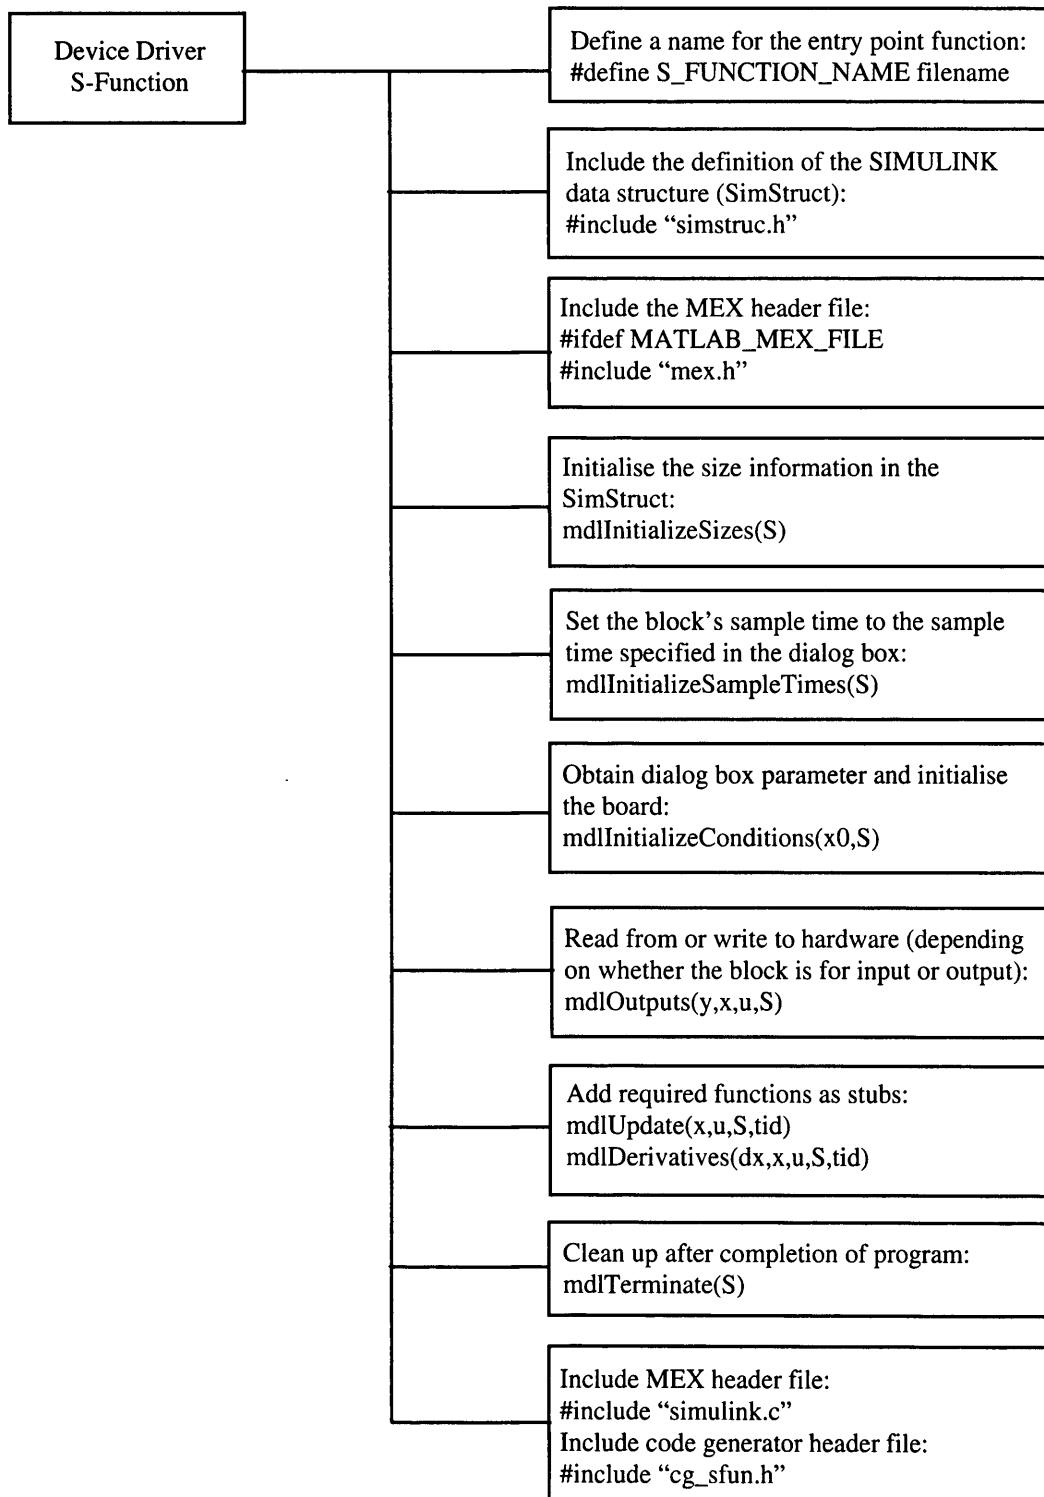 Device Driver
S-Function
Define a name for the entry point function:
#define S_FUNCTION_NAME filename
Include the definition of the SIMULINK
data structure (SimStruct):
#include “simstruc.h”
Include the MEX header file:
#ifdef MATLAB_MEX_FILE
#include “mex.h”
Initialise the size information in the
SimStruct:
mdlInitializeSizes(S)
Set the block’s sample time to the sample
time specified in the dialog box:
mdlInitializeSampleTimes(S)
Obtain dialog box parameter and initialise
the board:
mdlInitializeConditions(x0,S)
Read from or write to hardware (depending
on whether the block is for input or output):
mdlOutputs(y,x,u,S)
Add required functions as stubs:
mdlUpdate(x,u,S,tid)
mdlDerivatives(dx,x,u,S,tid)
Clean up after completion of program:
mdlTerminate(S)
Include MEX header file:
#include “simulink.c”
Include code generator header file:
#include “cg_sfun.h”